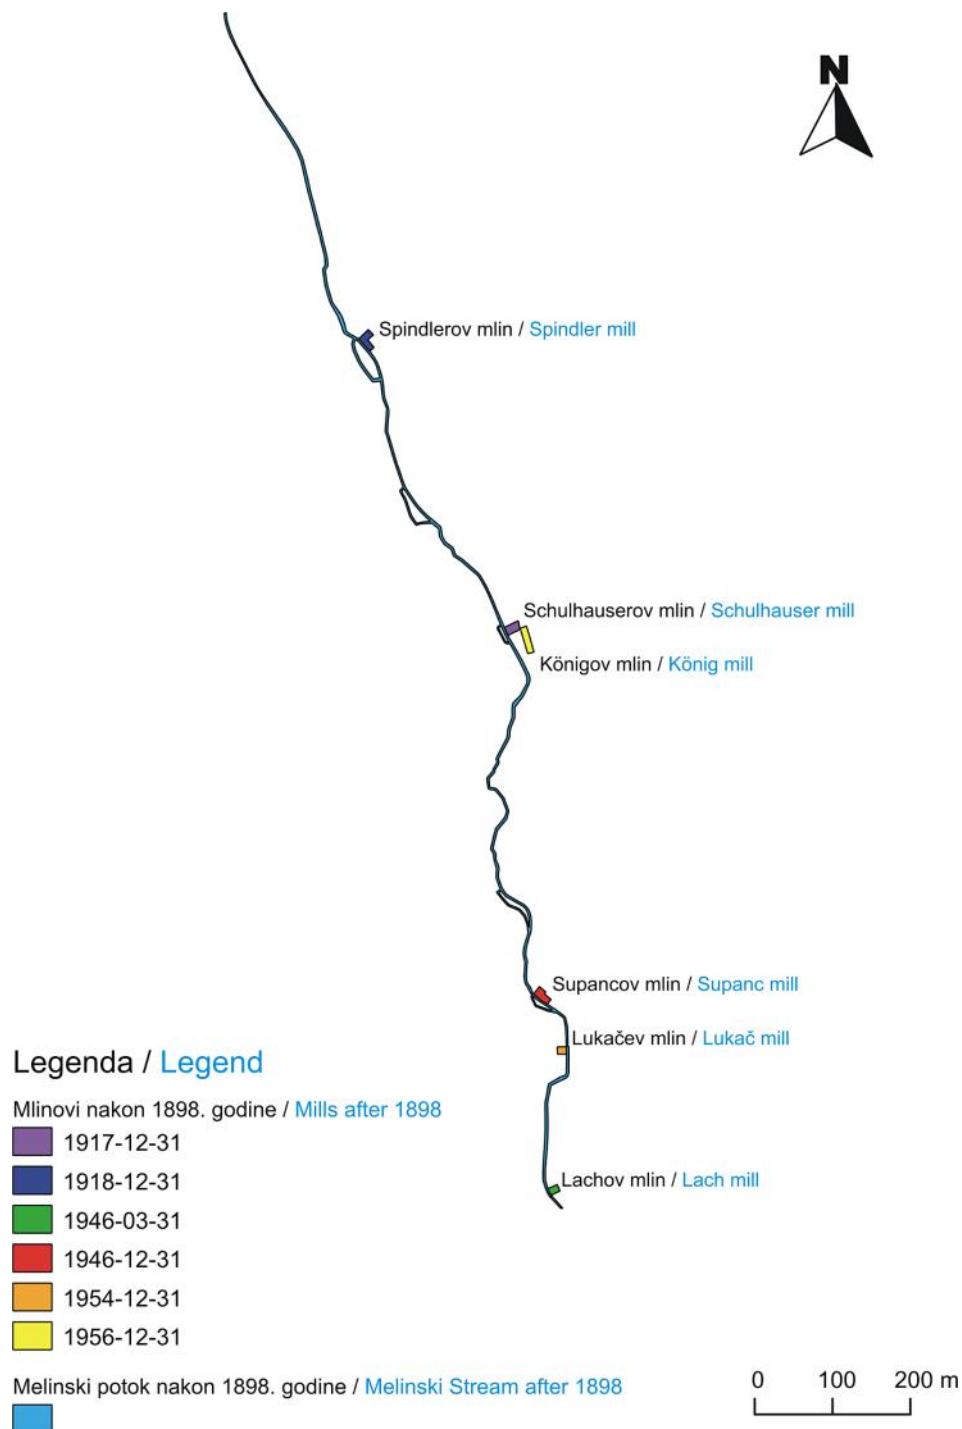 N
Spindlerov mlin / Spindler mill
Schulhauserov mlin / Schulhauser mill
Königov mlin / König mill
Supancov mlin / Supanc mill
Lukačev mlin / Lukač mill
Lachov mlin / Lach mill
Legenda / Legend
Mlinovi nakon 1898. godine / Mills after 1898
1917-12-31
1918-12-31
1946-03-31
1946-12-31
1954-12-31
1956-12-31
Melinski potok nakon 1898. godine / Melinski Stream after 1898
0 100 200 m